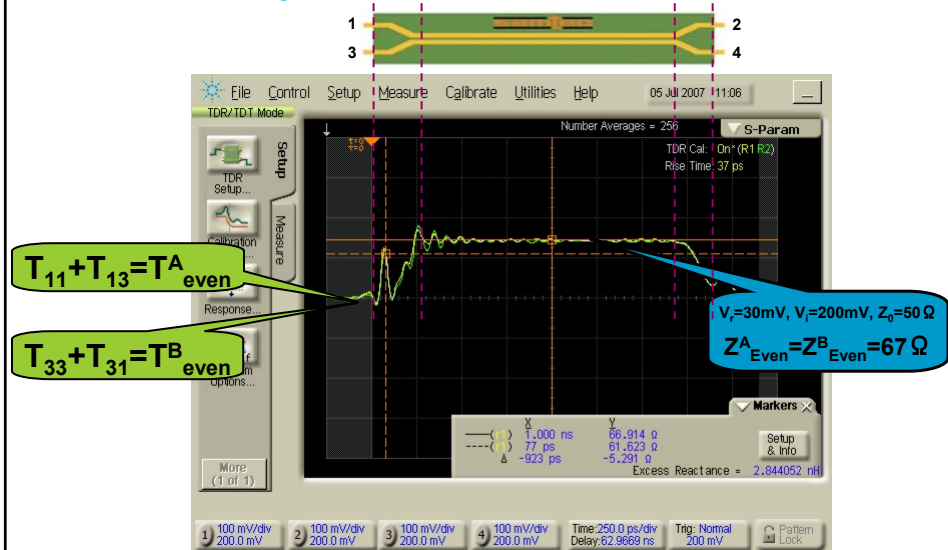 1 2
3 4
File Control Setup Measure Calibrate Utilities Help 05 Jul 2007 11:06
TDR/TDT Mode
Number Averages = 256
S-Param
t=0
t=0
TDR Cal: On*(R1 R2)
Rise Time: 37 ps
Setup
Measure
TDR
Setup...
Calibration
T11+T13=TAeven
Response...
T33+T31=TBeven
Options...
Vr=30mV, Vi=200mV, Z0=50 Ω
ZAEven=ZBEven=67 Ω
Markers
X Y
1.000 ns 66.914 Ω
77 ps 61.623 Ω
Δ -923 ps -5.291 Ω
Excess Reactance = 2.844052 nH
Setup
& Info
More
(1 of 1)
1 100 mV/div 2 100 mV/div 3 100 mV/div 4 100 mV/div Time:250.0 ps/div Trig: Normal Pattern
200.0 mV 200.0 mV 200.0 mV 200.0 mV Delay:62.9669 ns 200 mV Lock